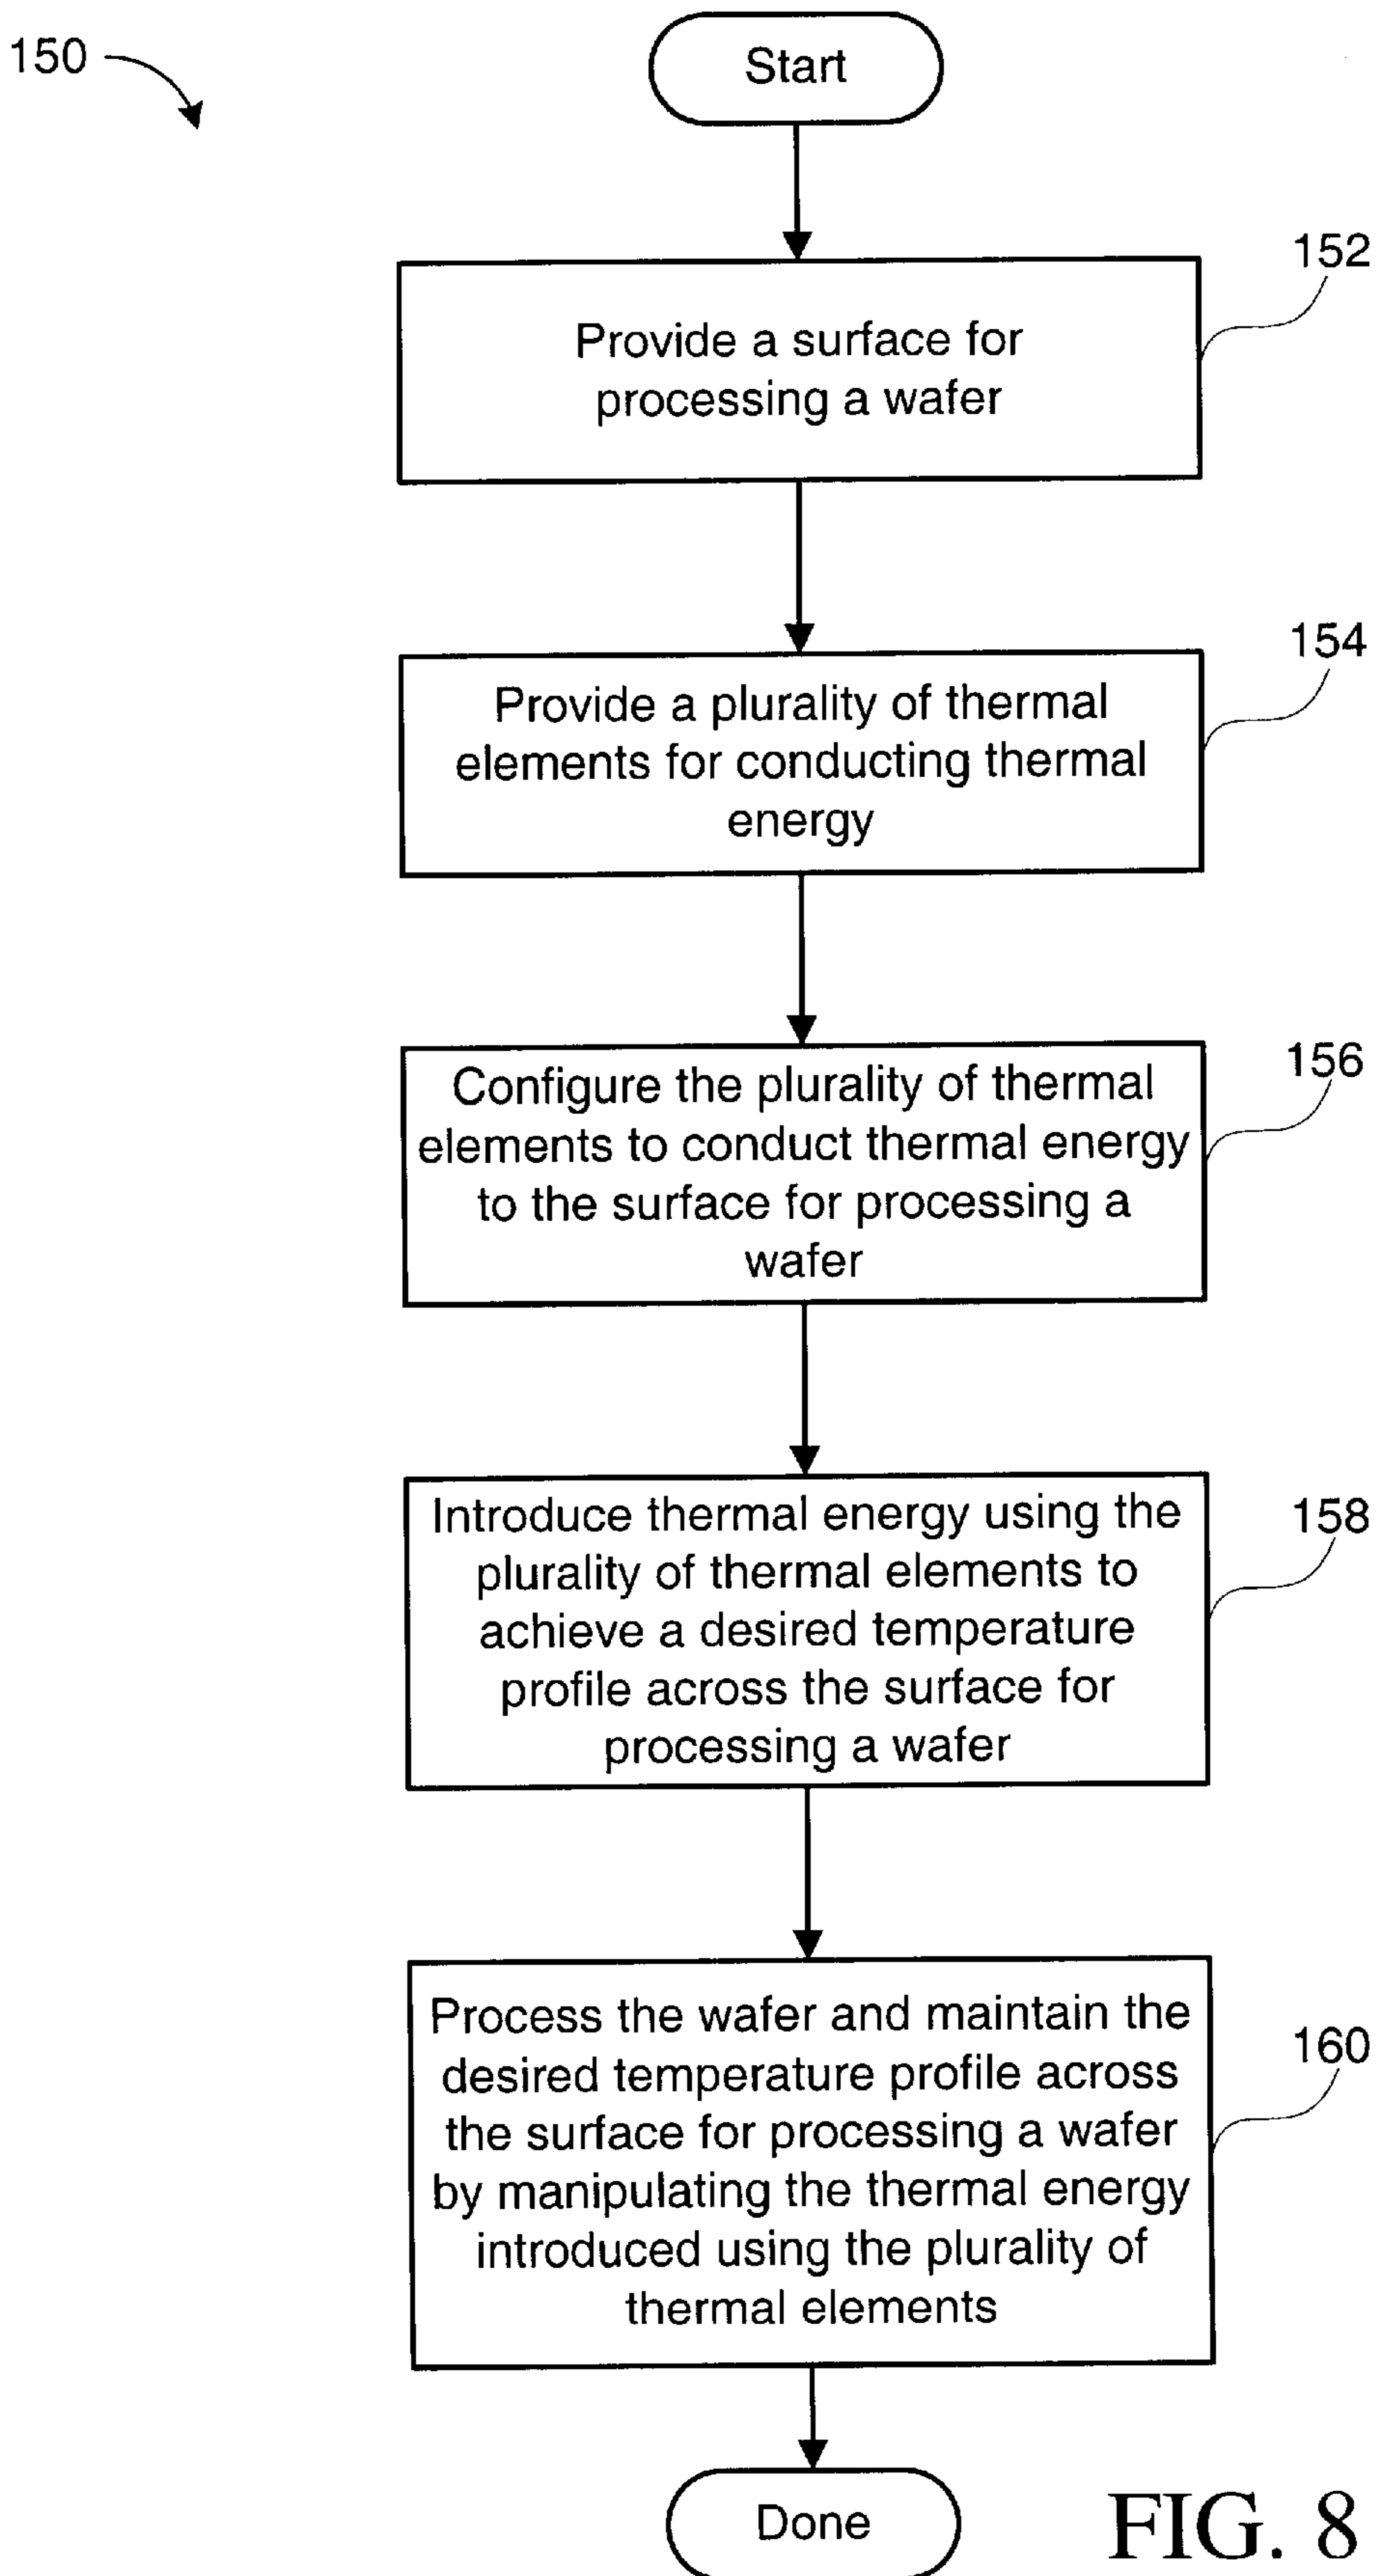 150
Start
152
Provide a surface for
processing a wafer
154
Provide a plurality of thermal
elements for conducting thermal
energy
156
Configure the plurality of thermal
elements to conduct thermal energy
to the surface for processing a
wafer
158
Introduce thermal energy using the
plurality of thermal elements to
achieve a desired temperature
profile across the surface for
processing a wafer
160
Process the wafer and maintain the
desired temperature profile across
the surface for processing a wafer
by manipulating the thermal energy
introduced using the plurality of
thermal elements
Done
FIG. 8